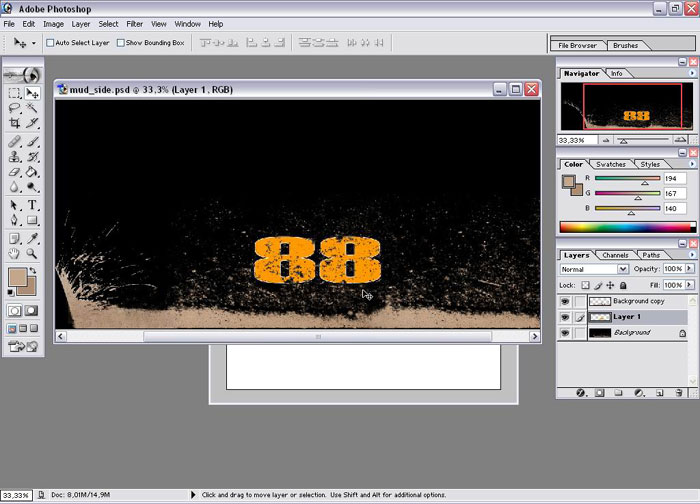 Adobe Photoshop
File Edit Image Layer Select Filter View Window Help
Auto Select Layer Show Bounding Box File Browser Brushes
mud_side.psd @ 33,3% (Layer 1, RGB)
88
Navigator Info
88
33,33%
Color Swatches Styles
R 194
G 167
B 140
Layers Channels Paths
Normal Opacity: 100%
Lock: Fill: 100%
Background copy
Layer 1
Background
T
33,33% Doc: 8,01M/14,9M Click and drag to move layer or selection. Use Shift and Alt for additional options.